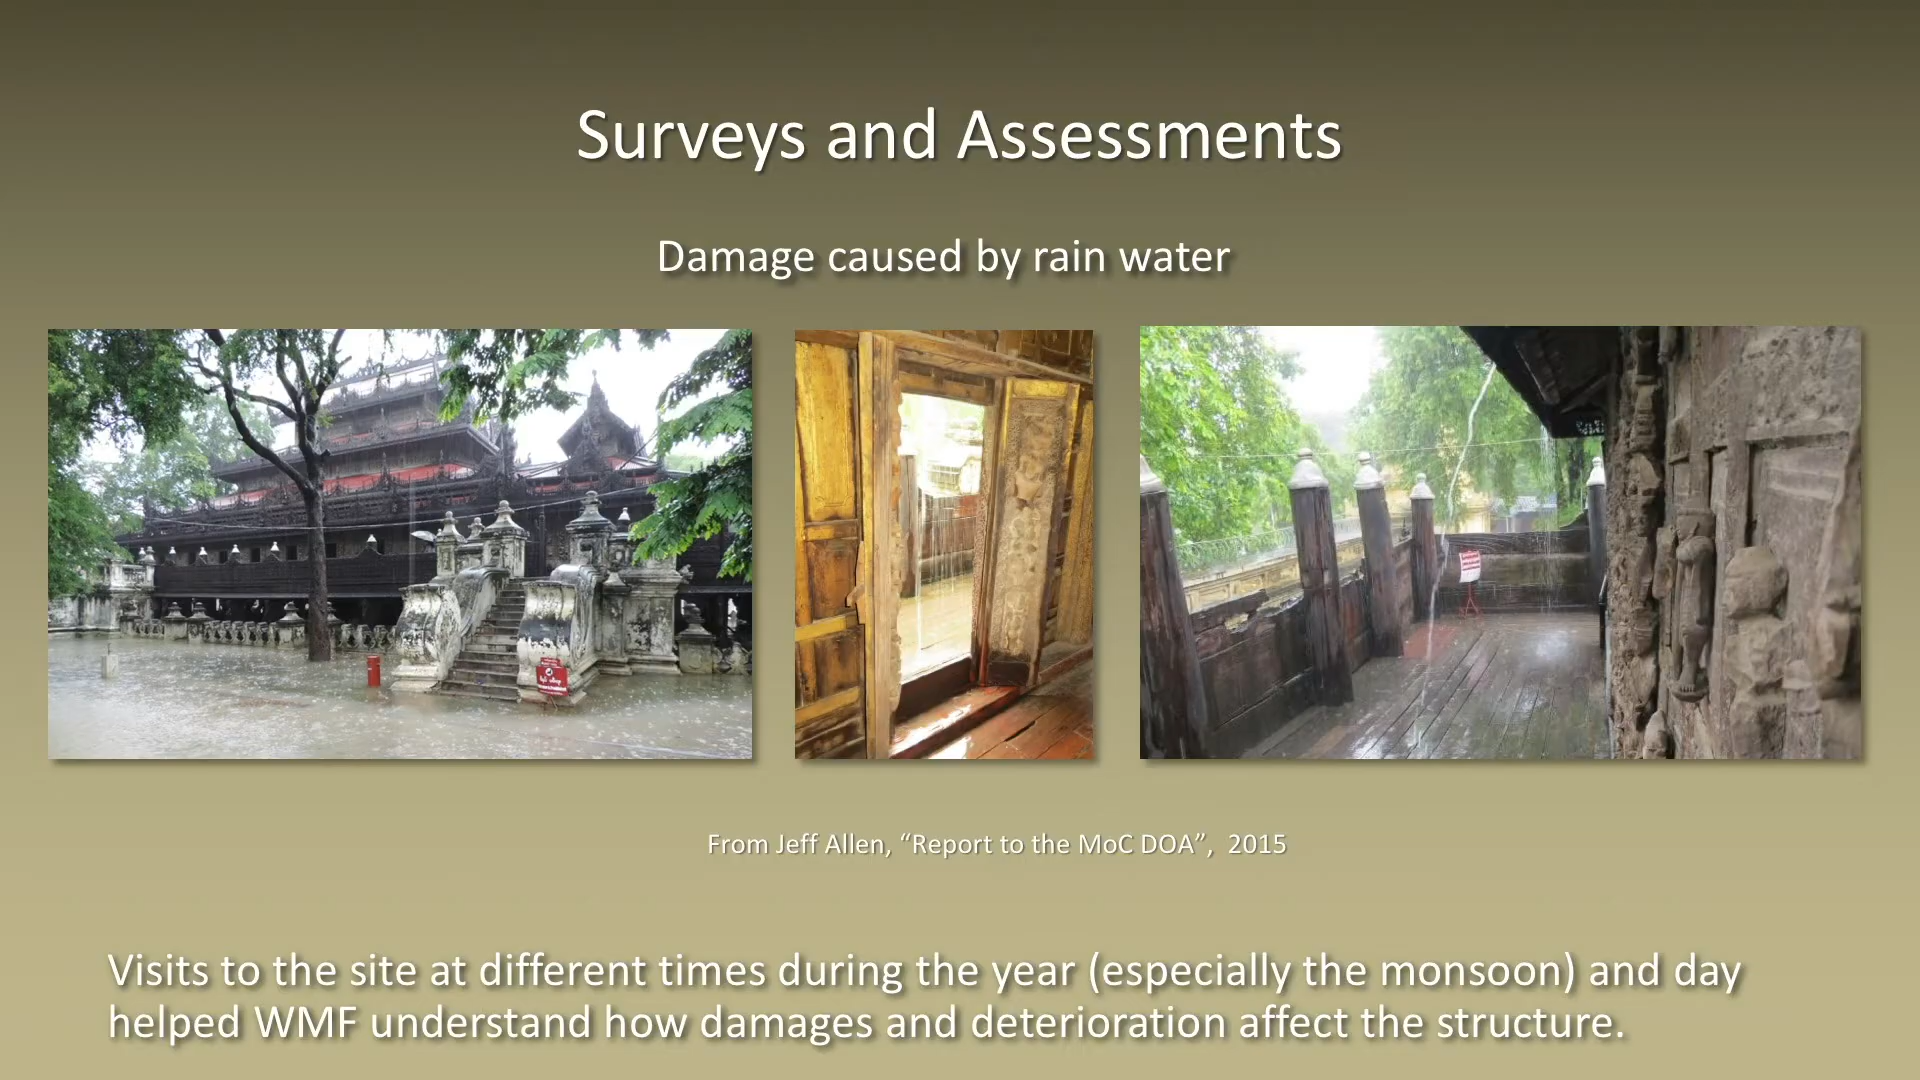 Surveys and Assessments
Damage caused by rain water
From Jeff Allen, “Report to the MoC DOA”,  2015
Visits to the site at different times during the year (especially the monsoon) and day
helped WMF understand how damages and deterioration affect the structure.